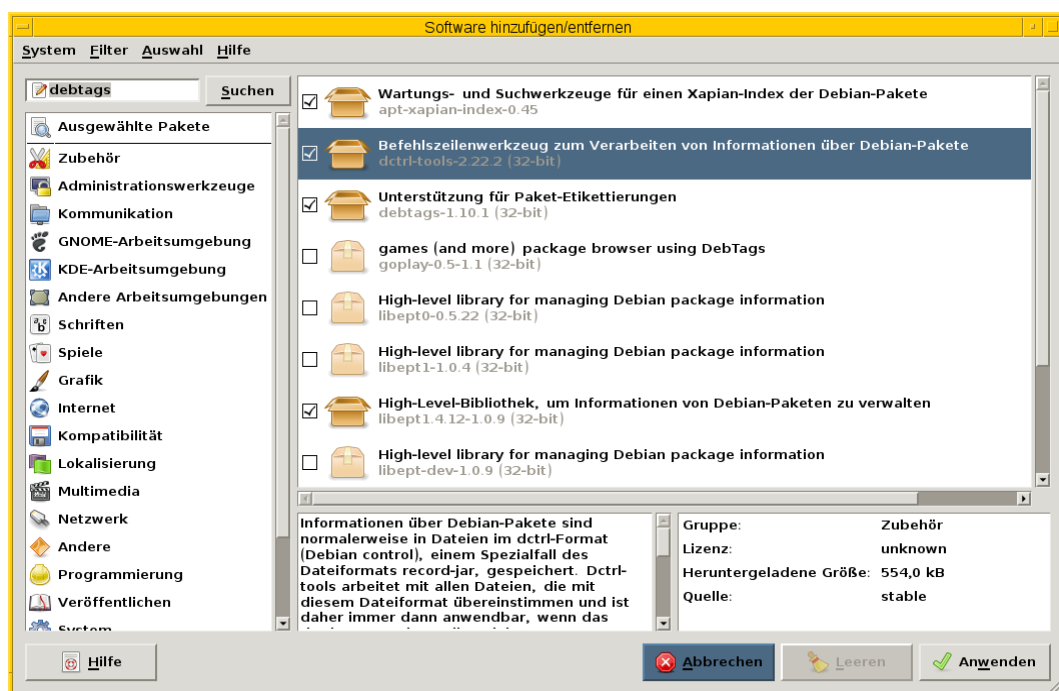 Software hinzufügen/entfernen
System Filter Auswahl Hilfe
debtags
Suchen
Ausgewählte Pakete
Zubehör
Administrationswerkzeuge
Kommunikation
GNOME-Arbeitsumgebung
KDE-Arbeitsumgebung
Andere Arbeitsumgebungen
Schriften
Spiele
Grafik
Internet
Kompatibilität
Lokalisierung
Multimedia
Netzwerk
Andere
Programmierung
Veröffentlichen
System
Wartungs- und Suchwerkzeuge für einen Xapian-Index der Debian-Pakete
apt-xapian-index-0.45
Befehlszeilenwerkzeug zum Verarbeiten von Informationen über Debian-Pakete
dctrl-tools-2.22.2 (32-bit)
Unterstützung für Paket-Etikettierungen
debtags-1.10.1 (32-bit)
games (and more) package browser using DebTags
goplay-0.5-1.1 (32-bit)
High-level library for managing Debian package information
libept0-0.5.22 (32-bit)
High-level library for managing Debian package information
libept1-1.0.4 (32-bit)
High-Level-Bibliothek, um Informationen von Debian-Paketen zu verwalten
libept1.4.12-1.0.9 (32-bit)
High-level library for managing Debian package information
libept-dev-1.0.9 (32-bit)
Informationen über Debian-Pakete sind
normalerweise in Dateien im dctrl-Format
(Debian control), einem Spezialfall des
Dateiformats record-jar, gespeichert. Dctrl-
tools arbeitet mit allen Dateien, die mit
diesem Dateiformat übereinstimmen und ist
daher immer dann anwendbar, wenn das
Gruppe: Zubehör
Lizenz: unknown
Heruntergeladene Größe: 554,0 kB
Quelle: stable
Hilfe
Abbrechen
Leeren
Anwenden